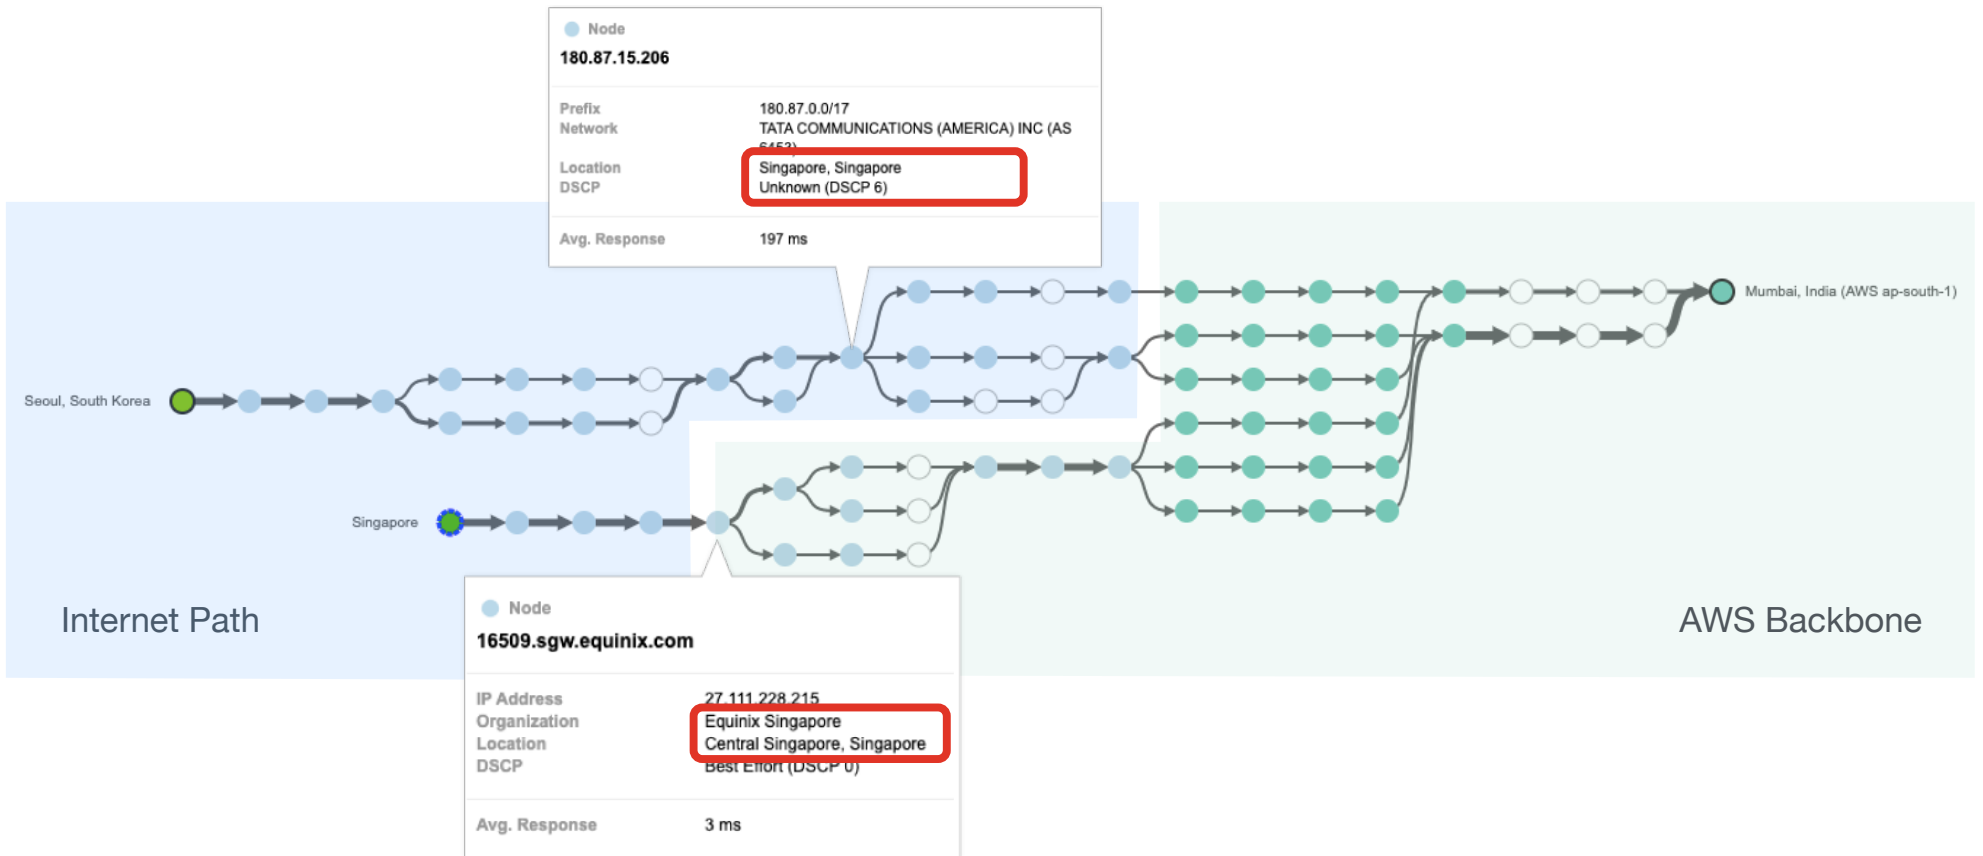 Node
180.87.15.206
Prefix 180.87.0.0/17
Network TATA COMMUNICATIONS (AMERICA) INC (AS
6453)
Location Singapore, Singapore
DSCP Unknown (DSCP 6)
Avg. Response 197 ms
Mumbai, India (AWS ap-south-1)
Seoul, South Korea
Singapore
Internet Path
AWS Backbone
Node
16509.sgw.equinix.com
IP Address 27.111.228.215
Organization Equinix Singapore
Location Central Singapore, Singapore
DSCP Best Effort (DSCP 0)
Avg. Response 3 ms